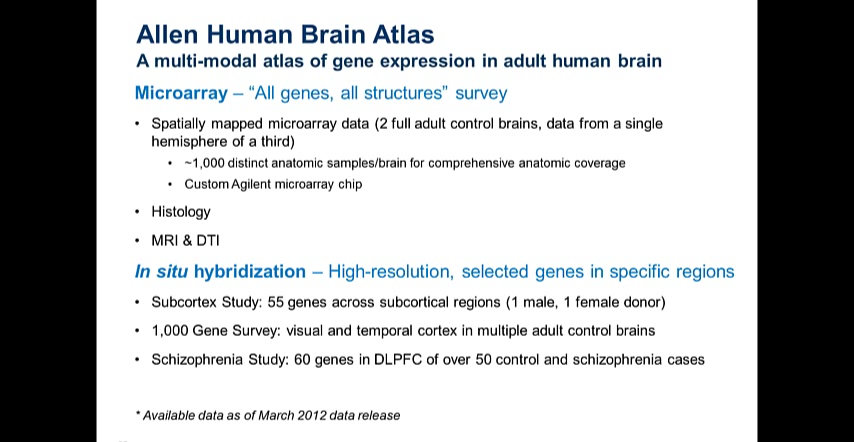 Allen Human Brain Atlas
A multi-modal atlas of gene expression in adult human brain
Microarray – “All genes, all structures” survey
• Spatially mapped microarray data (2 full adult control brains, data from a single
hemisphere of a third)
• ~1,000 distinct anatomic samples/brain for comprehensive anatomic coverage
• Custom Agilent microarray chip
• Histology
• MRI & DTI
In situ hybridization – High-resolution, selected genes in specific regions
• Subcortex Study: 55 genes across subcortical regions (1 male, 1 female donor)
• 1,000 Gene Survey: visual and temporal cortex in multiple adult control brains
• Schizophrenia Study: 60 genes in DLPFC of over 50 control and schizophrenia cases
* Available data as of March 2012 data release